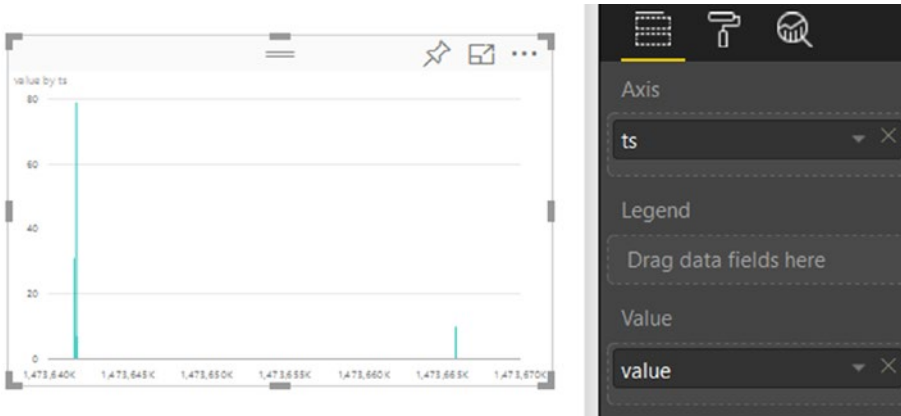 value by ts
80
60
40
20
0
1,473,640K 1,473,645K 1,473,650K 1,473,655K 1,473,660K 1,473,665K 1,473,670K
Axis
ts
Legend
Drag data fields here
Value
value